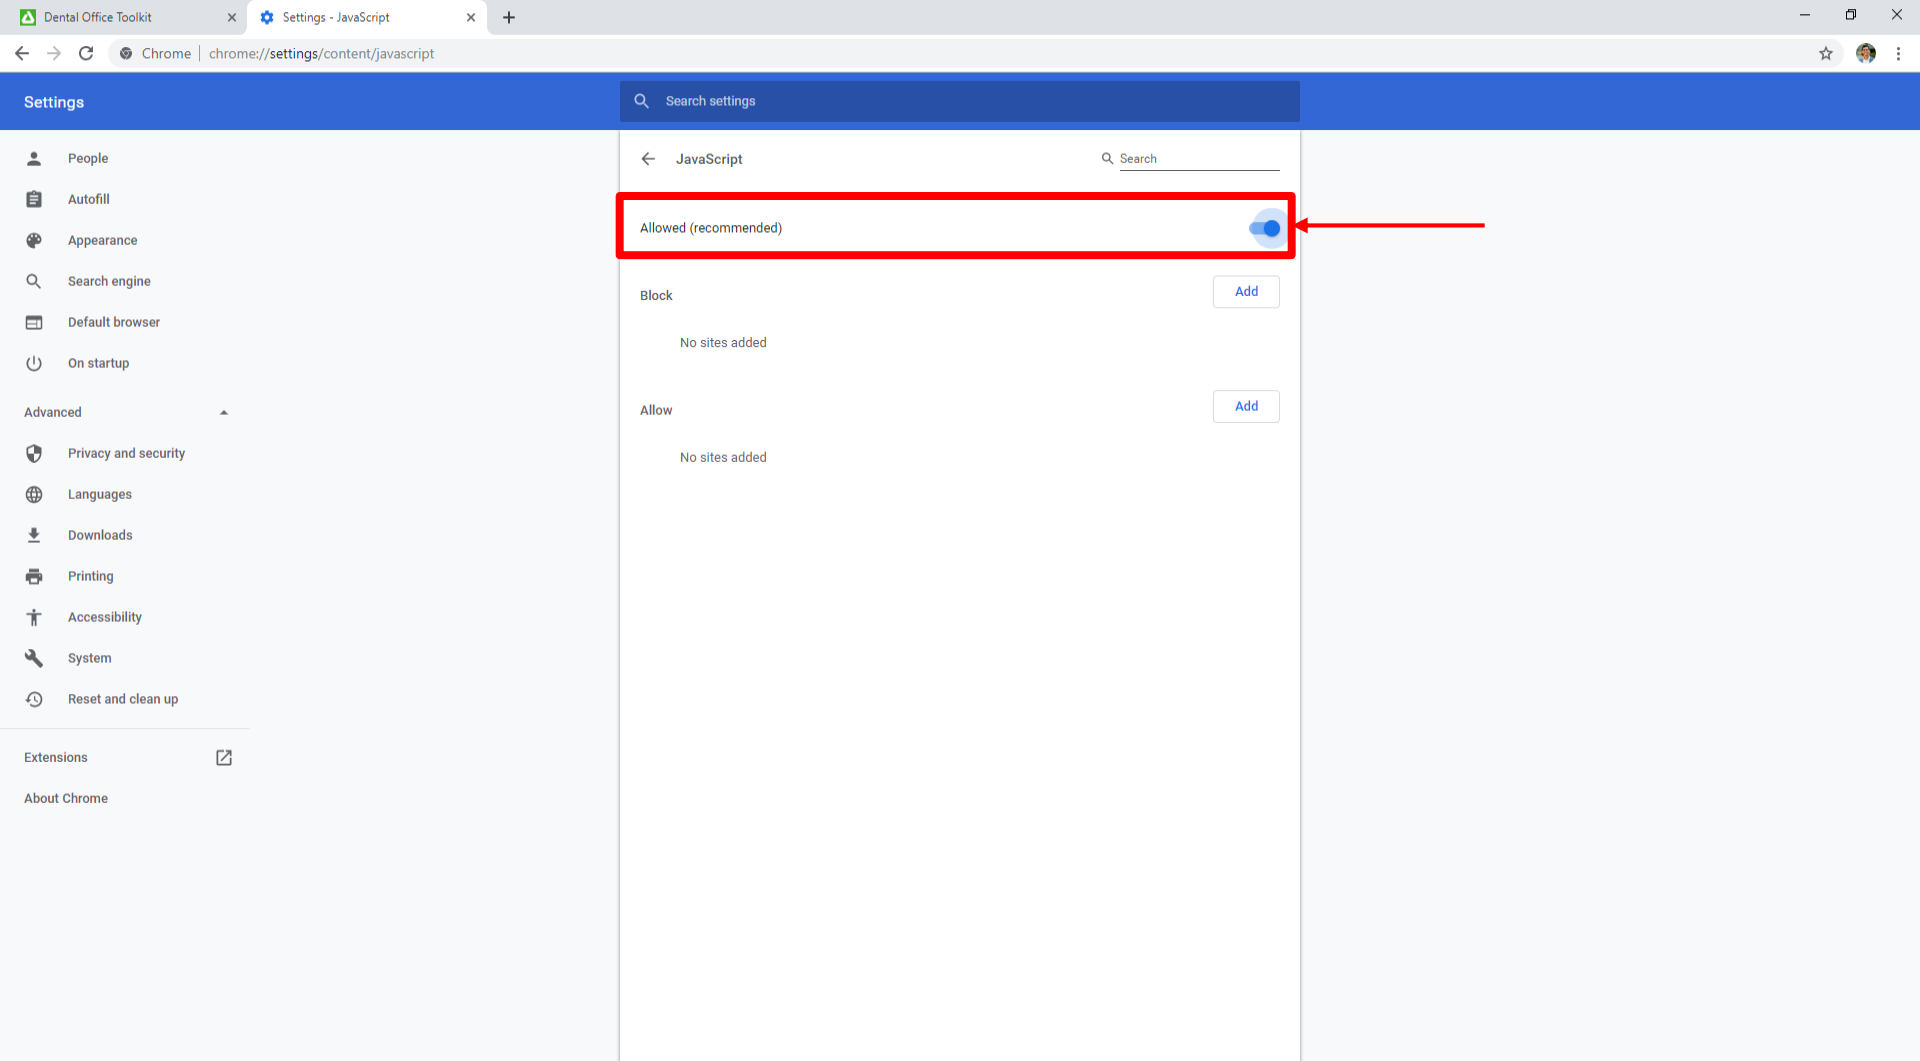 Dental Office Toolkit
Settings - JavaScript
Chrome
chrome://settings/content/javascript
Settings
Search settings
People
Autofill
Appearance
Search engine
Default browser
On startup
Advanced
Privacy and security
Languages
Downloads
Printing
Accessibility
System
Reset and clean up
Extensions
About Chrome
JavaScript
Search
Allowed (recommended)
Block
Add
No sites added
Allow
Add
No sites added